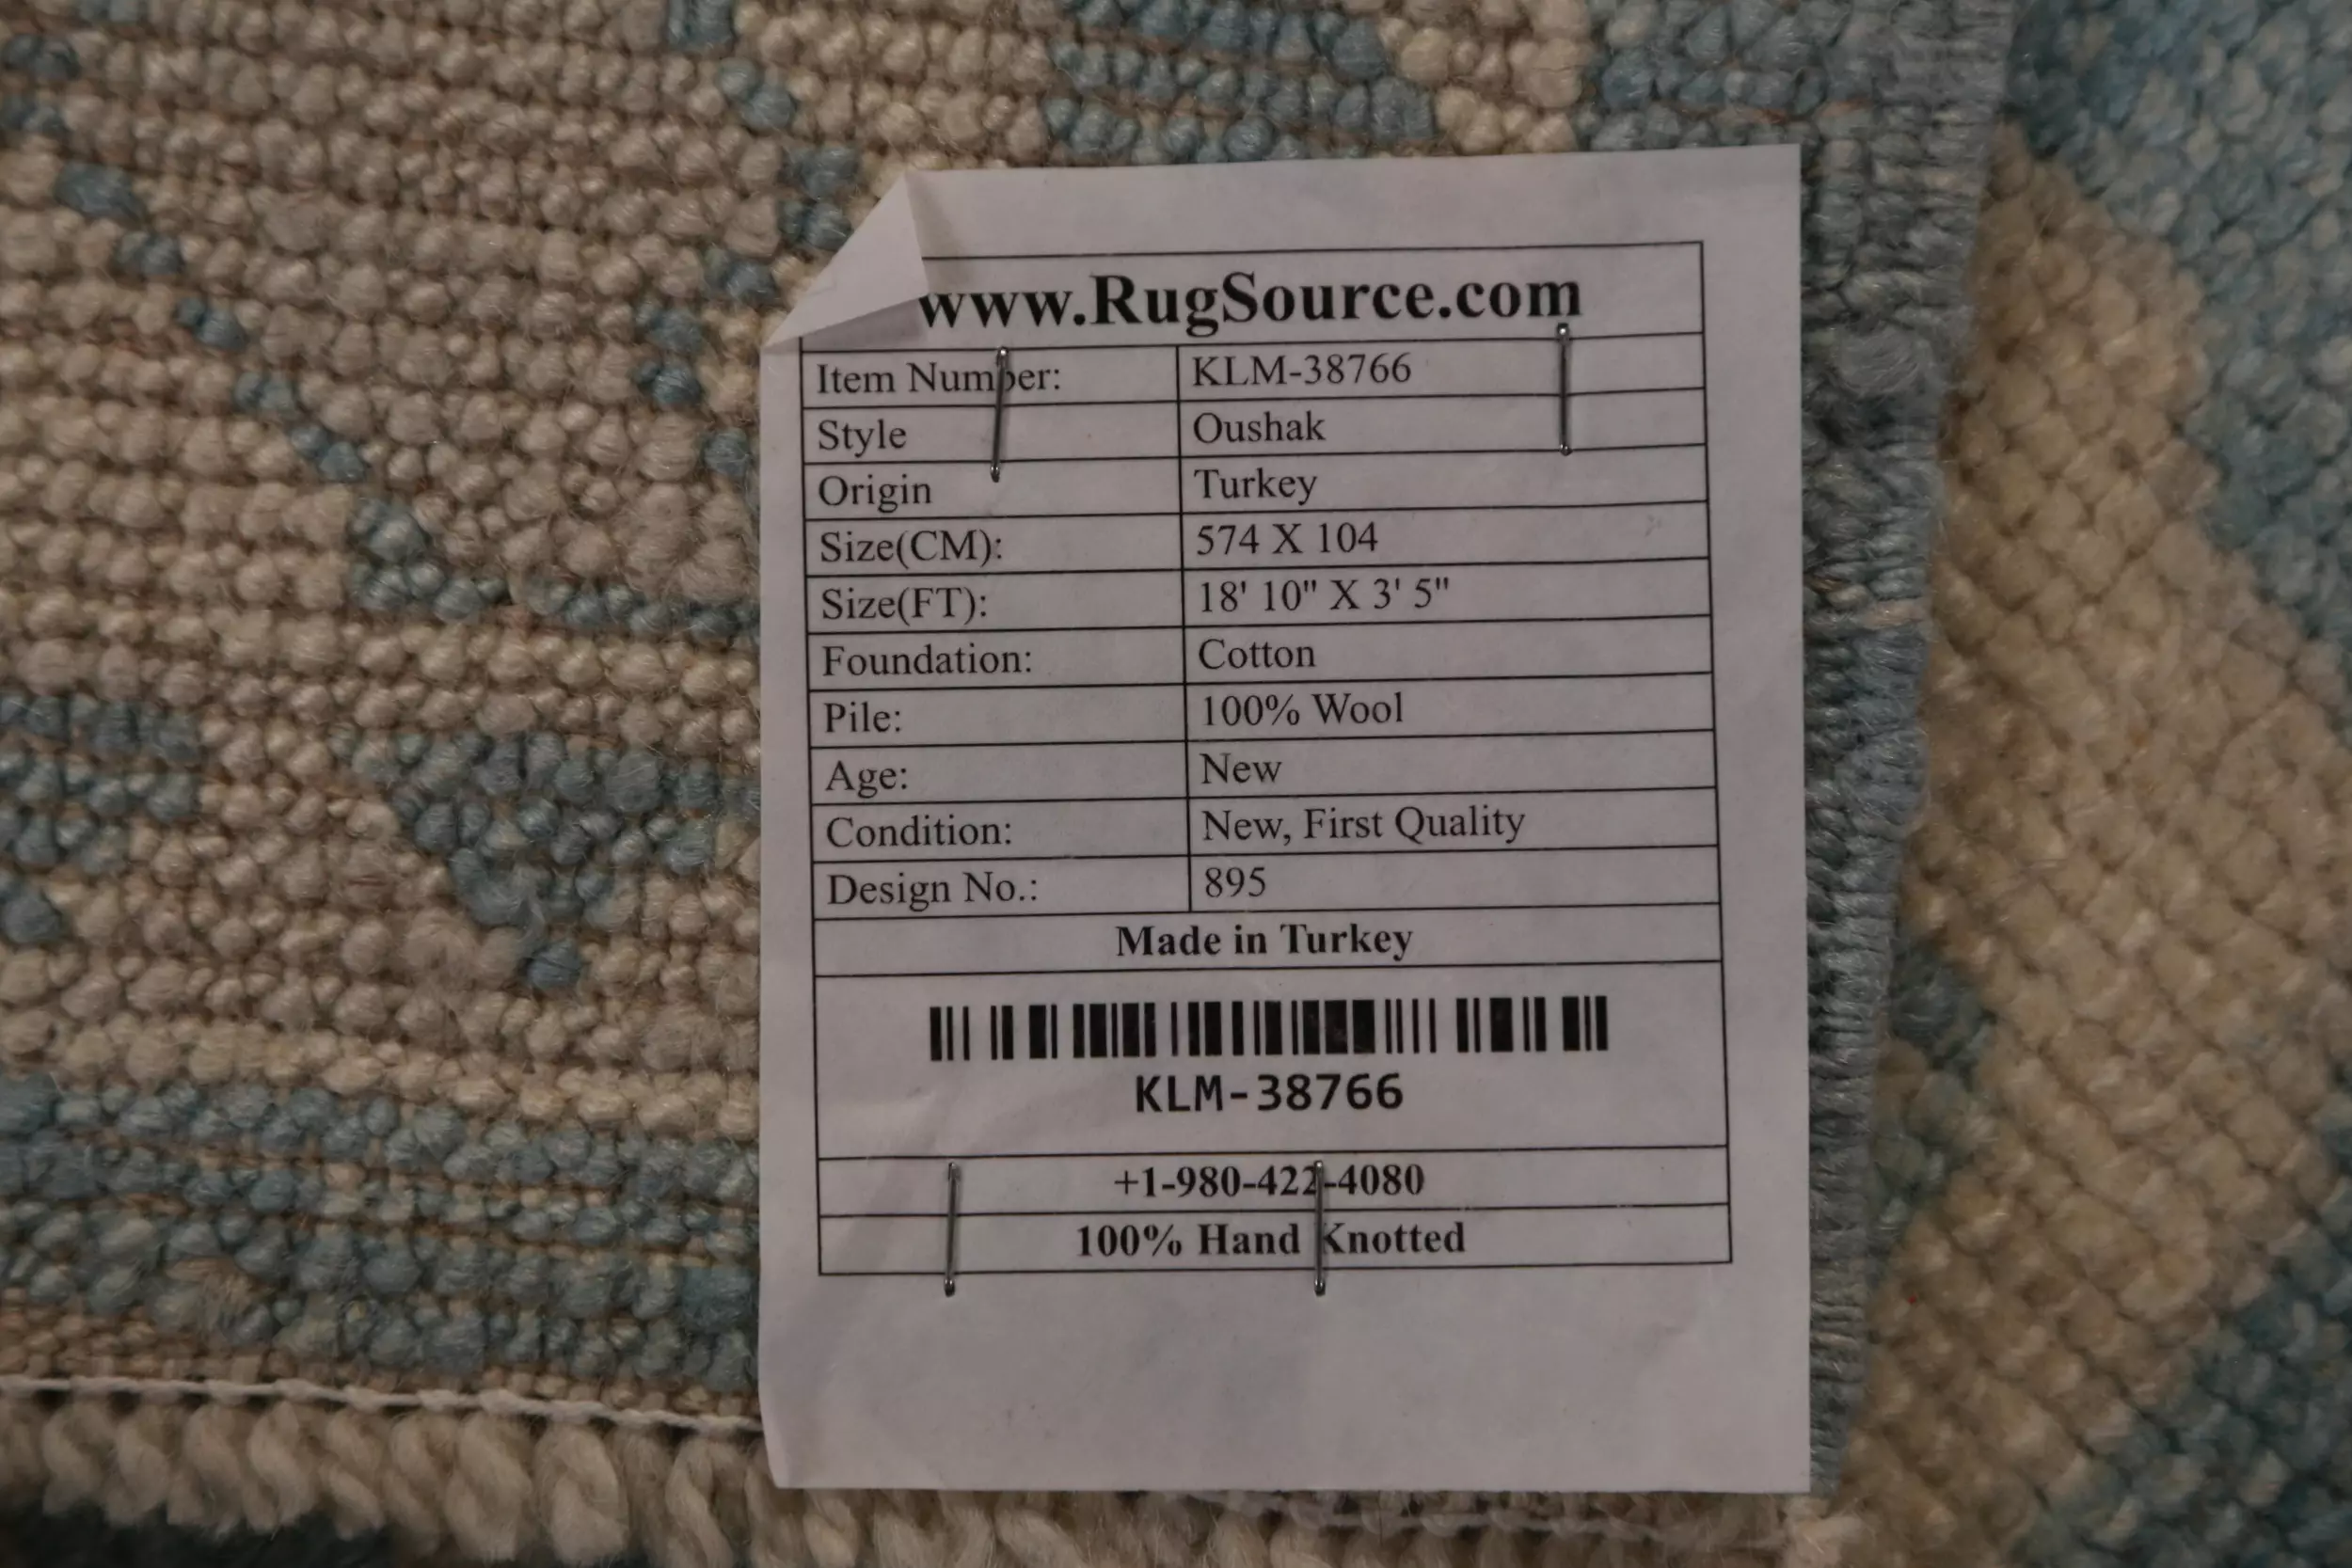 www.RugSource.com
Item Number: KLM-38766
Style Oushak
Origin Turkey
Size(CM): 574 X 104
Size(FT): 18' 10" X 3' 5"
Foundation: Cotton
Pile: 100% Wool
Age: New
Condition: New, First Quality
Design No.: 895
Made in Turkey
KLM-38766
+1-980-422-4080
100% Hand Knotted